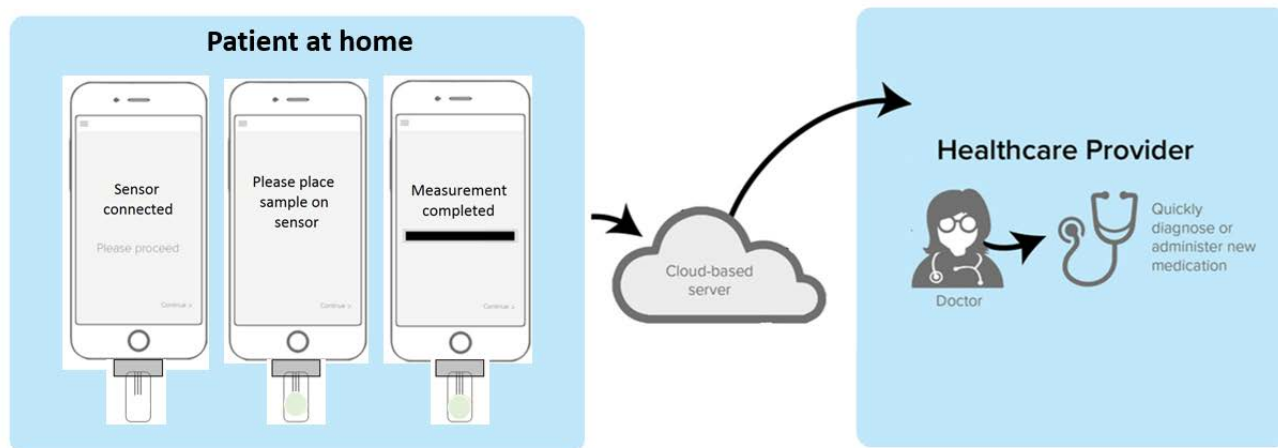 Patient at home
Sensor
connected
Please proceed
Continue >
Please place
sample on
sensor
Continue >
Measurement
completed
Continue >
Cloud-based
server
Healthcare Provider
Doctor
Quickly
diagnose or
administer new
medication